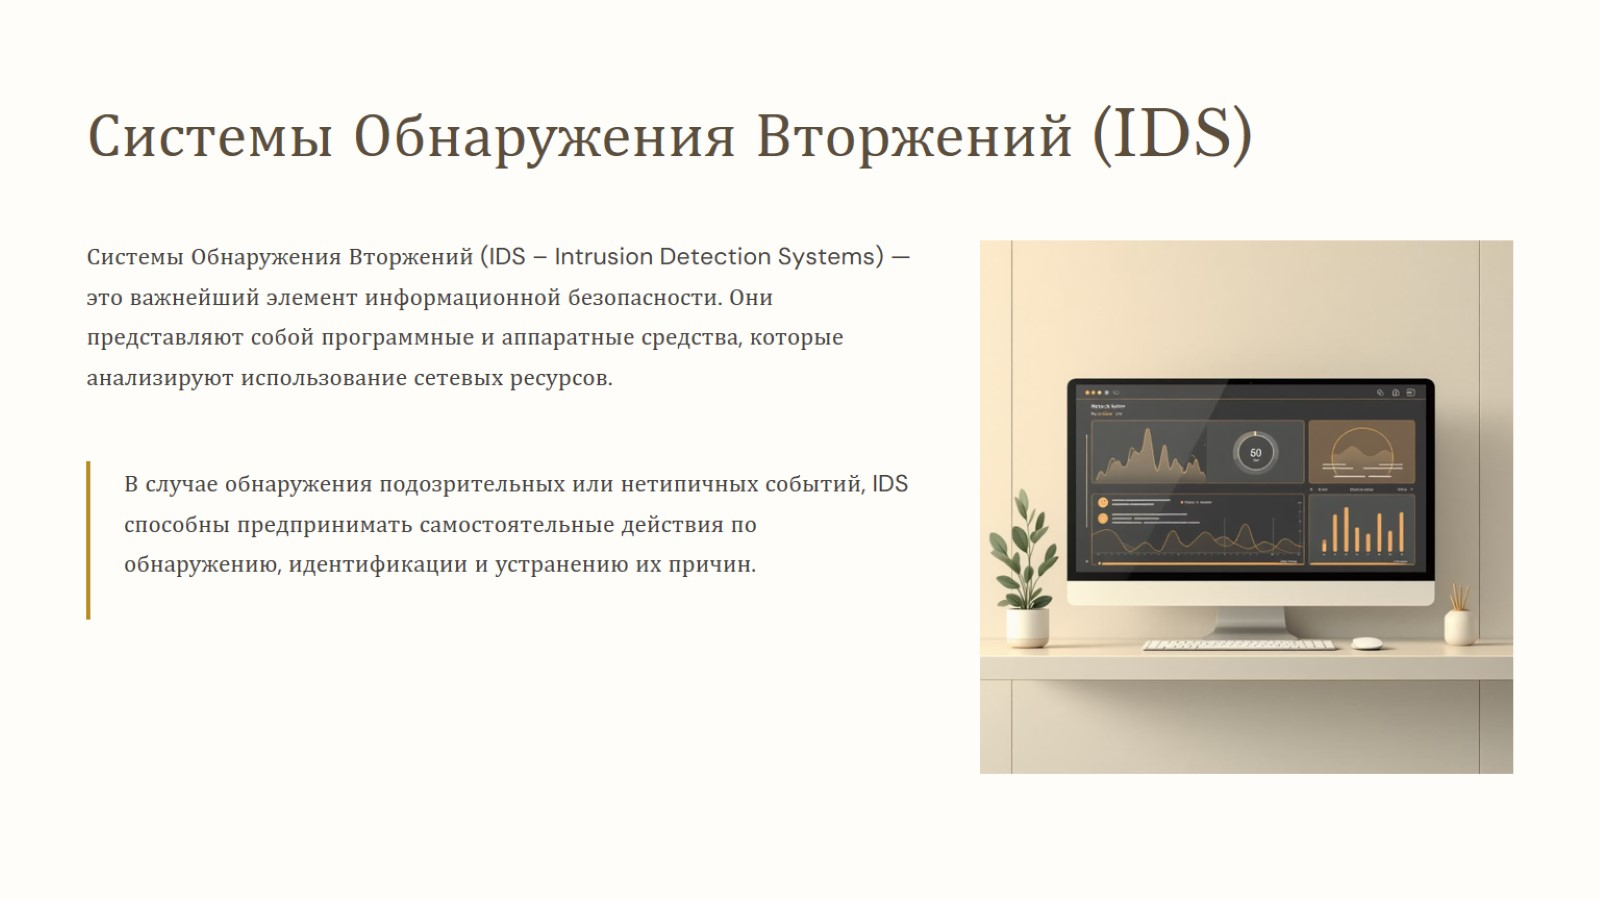 Системы Обнаружения Вторжений (IDS)
Системы Обнаружения Вторжений (IDS – Intrusion Detection Systems) —
это важнейший элемент информационной безопасности. Они
представляют собой программные и аппаратные средства, которые
анализируют использование сетевых ресурсов.
В случае обнаружения подозрительных или нетипичных событий, IDS
способны предпринимать самостоятельные действия по
обнаружению, идентификации и устранению их причин.
50